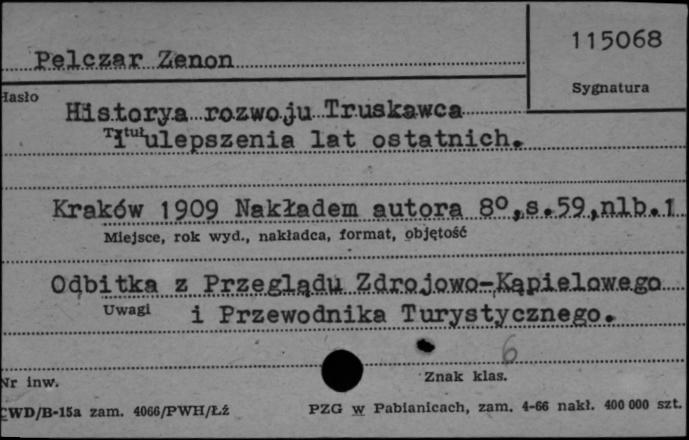 Pelczar Zenon
115068
Sygnatura
Hasło
Historya rozwoju Truskawca
Tytuł
i ulepszenia lat ostatnich.
Kraków 1909 Nakładem autora 8°,s.59,nlb.1
Miejsce, rok wyd., nakładca, format, objętość
Odbitka z Przeglądu Zdrojowo-Kąpielowego
Uwagi
i Przewodnika Turystycznego.
6
Nr inw.
Znak klas.
CWD/B-15a zam. 4066/PWH/Łź
PZG w Pabianicach, zam. 4-66 nakł. 400 000 szt.